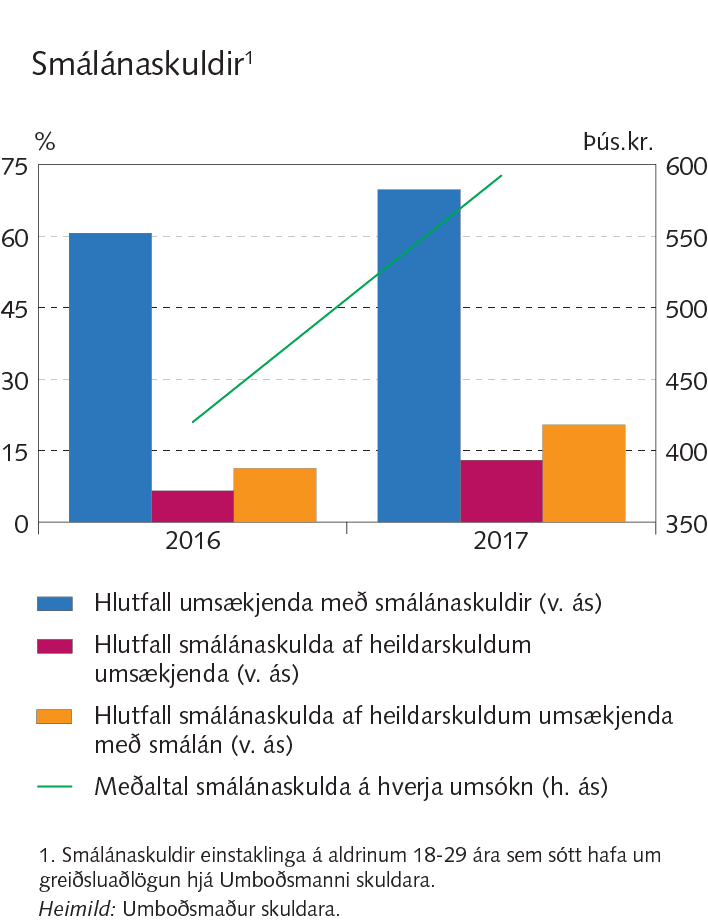 Smálánaskuldir¹
% Þús.kr.
75 600
60 550
45 500
30 450
15 400
0 350
2016 2017
Hlutfall umsækjenda með smálánaskuldir (v. ás)
Hlutfall smálánaskulda af heildarskuldum
umsækjenda (v. ás)
Hlutfall smálánaskulda af heildarskuldum umsækjenda
með smálán (v. ás)
Meðaltal smálánaskulda á hverja umsókn (h. ás)
1. Smálánaskuldir einstaklinga á aldrinum 18-29 ára sem sótt hafa um
greiðsluaðlögun hjá Umboðsmanni skuldara.
Heimild: Umboðsmaður skuldara.